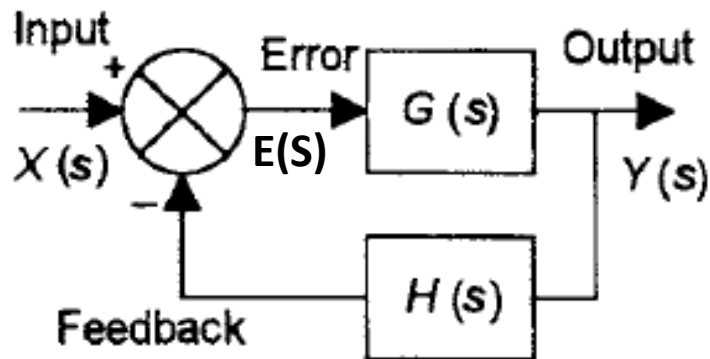 Input
Error
Output
+
G(s)
X(s)
E(S)
Y(s)
−
H(s)
Feedback